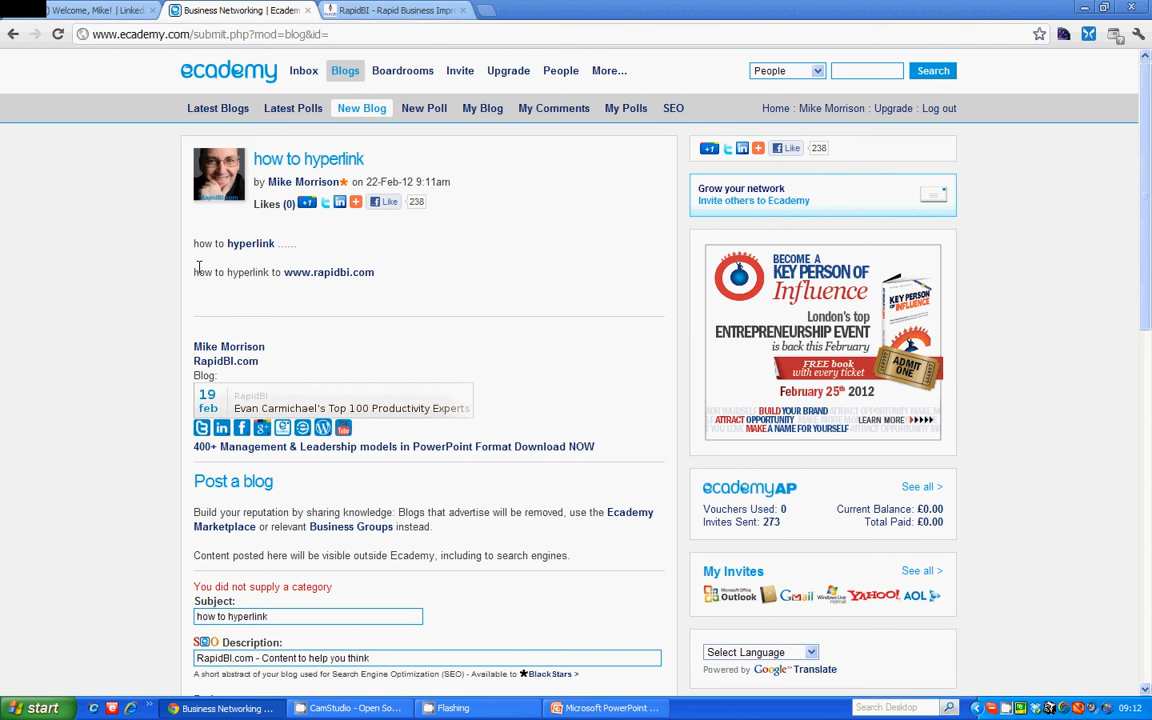 Welcome, Mike! | Linked
Business Networking | Ecadem
RapidBI - Rapid Business Impr
www.ecademy.com/submit.php?mod=blog&id=
ecademy
Inbox Blogs Boardrooms Invite Upgrade People More...
People Search
Latest Blogs Latest Polls New Blog New Poll My Blog My Comments My Polls SEO
Home : Mike Morrison : Upgrade : Log out
how to hyperlink
by Mike Morrison on 22-Feb-12 9:11am
Likes (0) +1 Like 238
how to hyperlink ......
how to hyperlink to www.rapidbi.com
Mike Morrison
RapidBI.com
Blog:
19 feb
RapidBI
Evan Carmichael's Top 100 Productivity Experts
400+ Management & Leadership models in PowerPoint Format Download NOW
Post a blog
Build your reputation by sharing knowledge: Blogs that advertise will be removed, use the Ecademy
Marketplace or relevant Business Groups instead.
Content posted here will be visible outside Ecademy, including to search engines.
You did not supply a category
Subject:
how to hyperlink
SEO Description:
RapidBI.com - Content to help you think
A short abstract of your blog used for Search Engine Optimization (SEO) - Available to BlackStars >
+1 Like 238
Grow your network
Invite others to Ecademy
BECOME A
KEY PERSON OF
Influence
London's top
ENTREPRENEURSHIP EVENT
is back this February
FREE book
with every ticket
ADMIT
ONE
February 25th 2012
BUILD YOUR BRAND
ATTRACT OPPORTUNITY
MAKE A NAME FOR YOURSELF
LEARN MORE
ecademyAP See all >
Vouchers Used: 0 Current Balance: £0.00
Invites Sent: 273 Total Paid: £0.00
My Invites See all >
Microsoft Office Outlook Gmail Windows Live Hotmail YAHOO! AOL
Select Language
Powered by Google Translate
start
Business Networking ...
CamStudio - Open So...
Flashing
Microsoft PowerPoint ...
Search Desktop
09:12